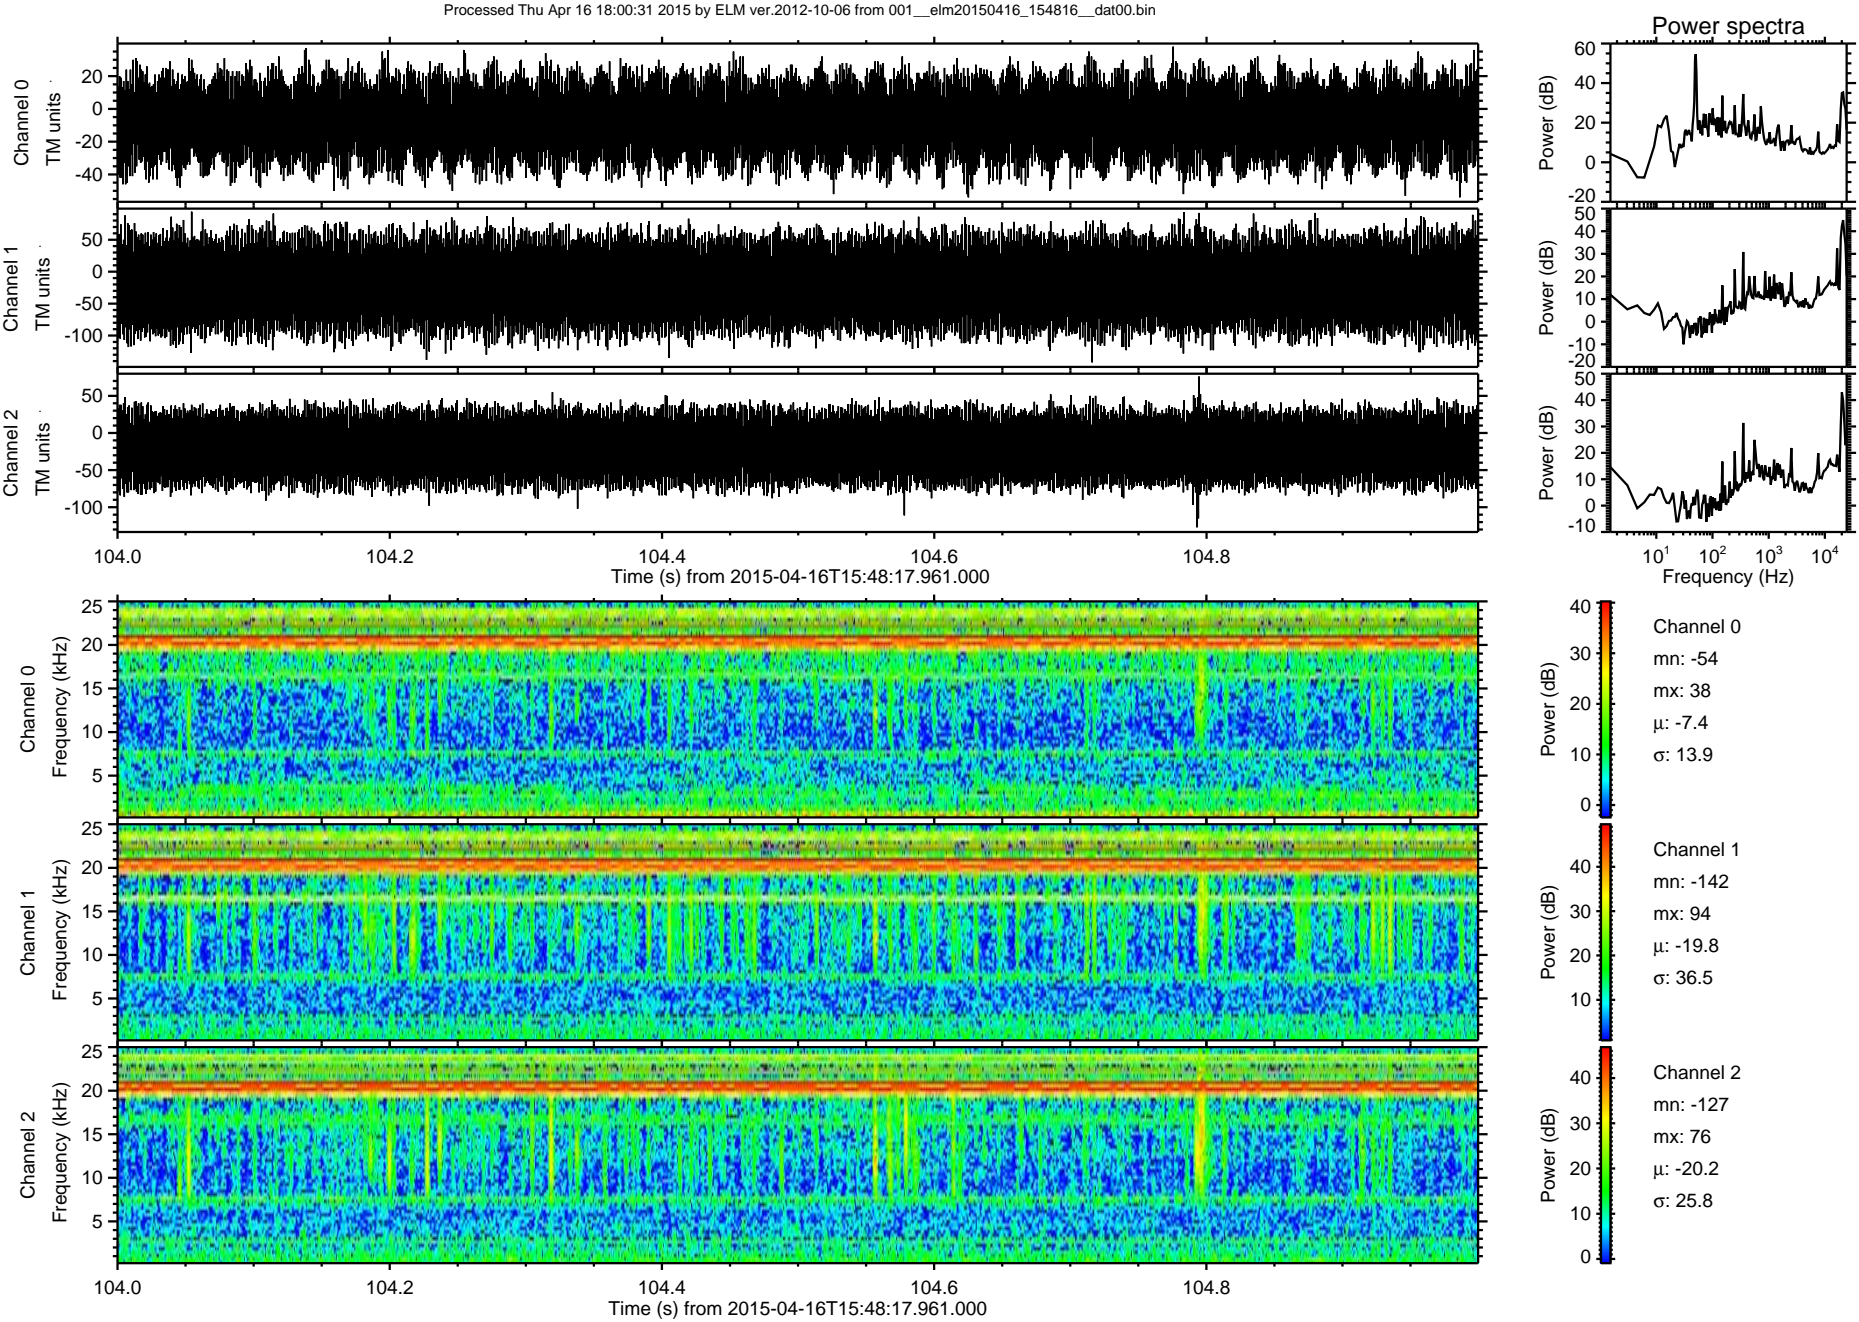 Processed Thu Apr 16 18:00:31 2015 by ELM ver.2012-10-06 from 001__elm20150416_154816__dat00.bin
Power spectra
Channel 0
TM units
20
0
-20
-40
Power (dB)
60
40
20
0
-20
Channel 1
TM units
50
0
-50
-100
Power (dB)
50
40
30
20
10
0
-10
-20
Channel 2
TM units
50
0
-50
-100
Power (dB)
50
40
30
20
10
0
-10
104.0 104.2 104.4 104.6 104.8
Time (s) from 2015-04-16T15:48:17.961.000
10¹ 10² 10³ 10⁴
Frequency (Hz)
Channel 0
Frequency (kHz)
25
20
15
10
5
Power (dB)
40
30
20
10
0
Channel 0
mn: -54
mx: 38
μ: -7.4
σ: 13.9
Channel 1
Frequency (kHz)
25
20
15
10
5
Power (dB)
40
30
20
10
Channel 1
mn: -142
mx: 94
μ: -19.8
σ: 36.5
Channel 2
Frequency (kHz)
25
20
15
10
5
Power (dB)
40
30
20
10
0
Channel 2
mn: -127
mx: 76
μ: -20.2
σ: 25.8
104.0 104.2 104.4 104.6 104.8
Time (s) from 2015-04-16T15:48:17.961.000